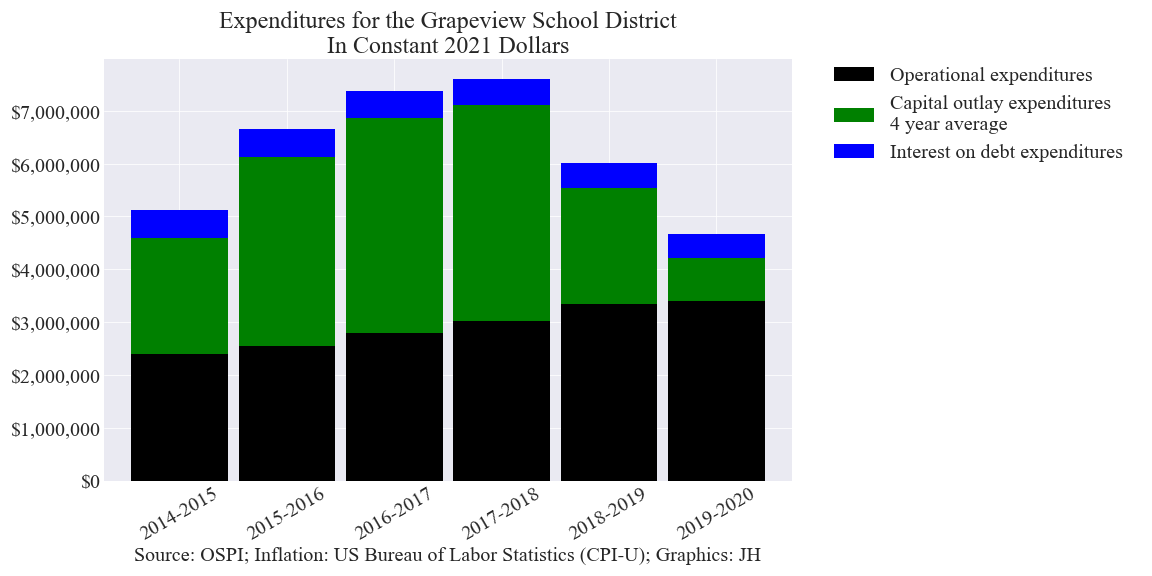 Expenditures for the Grapeview School District
In Constant 2021 Dollars
Operational expenditures
Capital outlay expenditures
4 year average
Interest on debt expenditures
$7,000,000
$6,000,000
$5,000,000
$4,000,000
$3,000,000
$2,000,000
$1,000,000
$0
2014-2015
2015-2016
2016-2017
2017-2018
2018-2019
2019-2020
Source: OSPI; Inflation: US Bureau of Labor Statistics (CPI-U); Graphics: JH